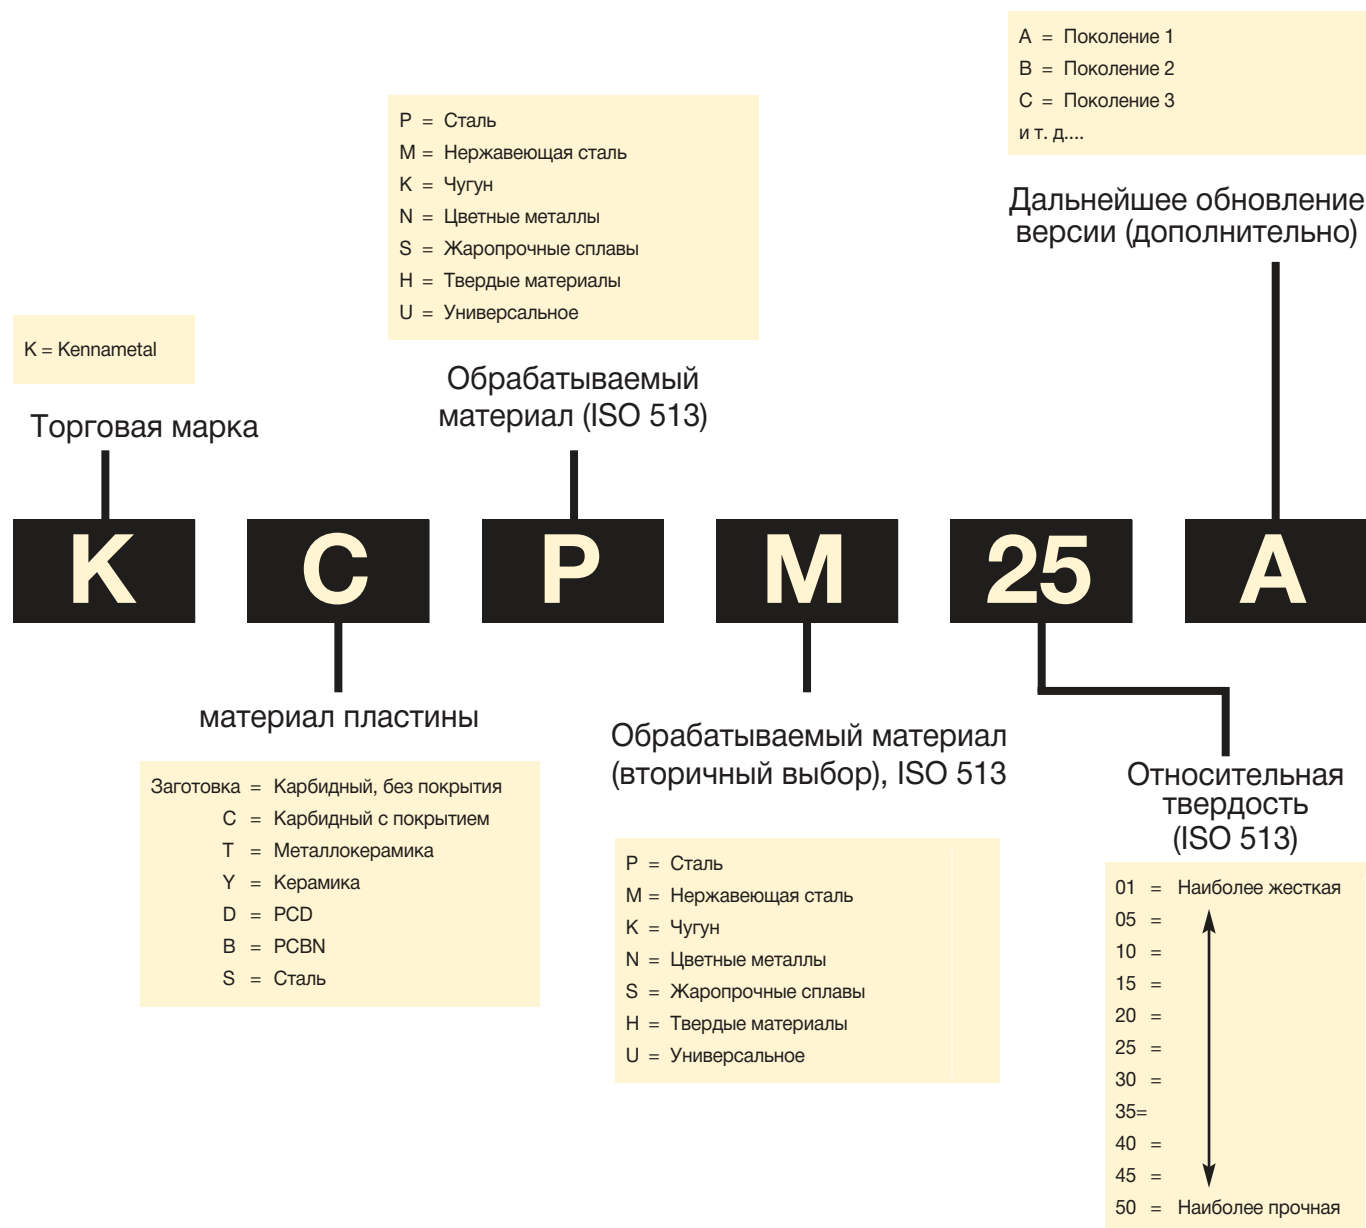 A = Поколение 1
B = Поколение 2
C = Поколение 3
и т. д....
Дальнейшее обновление
версии (дополнительно)
P = Сталь
M = Нержавеющая сталь
K = Чугун
N = Цветные металлы
S = Жаропрочные сплавы
H = Твердые материалы
U = Универсальное
Обрабатываемый
материал (ISO 513)
K = Kennametal
Торговая марка
K C P M 25 A
материал пластины
Заготовка = Карбидный, без покрытия
C = Карбидный с покрытием
T = Металлокерамика
Y = Керамика
D = PCD
B = PCBN
S = Сталь
Обрабатываемый материал
(вторичный выбор), ISO 513
P = Сталь
M = Нержавеющая сталь
K = Чугун
N = Цветные металлы
S = Жаропрочные сплавы
H = Твердые материалы
U = Универсальное
Относительная
твердость
(ISO 513)
01 = Наиболее жесткая
05 =
10 =
15 =
20 =
25 =
30 =
35=
40 =
45 =
50 = Наиболее прочная